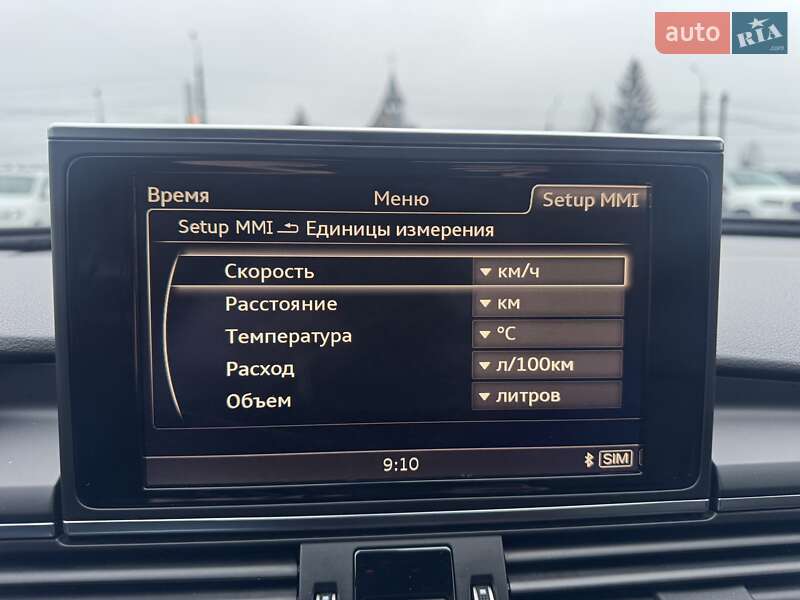 auto RIA
.com
Время Меню Setup MMI
Setup MMI Единицы измерения
Скорость км/ч
Расстояние км
Температура °C
Расход л/100км
Объем литров
9:10 SIM